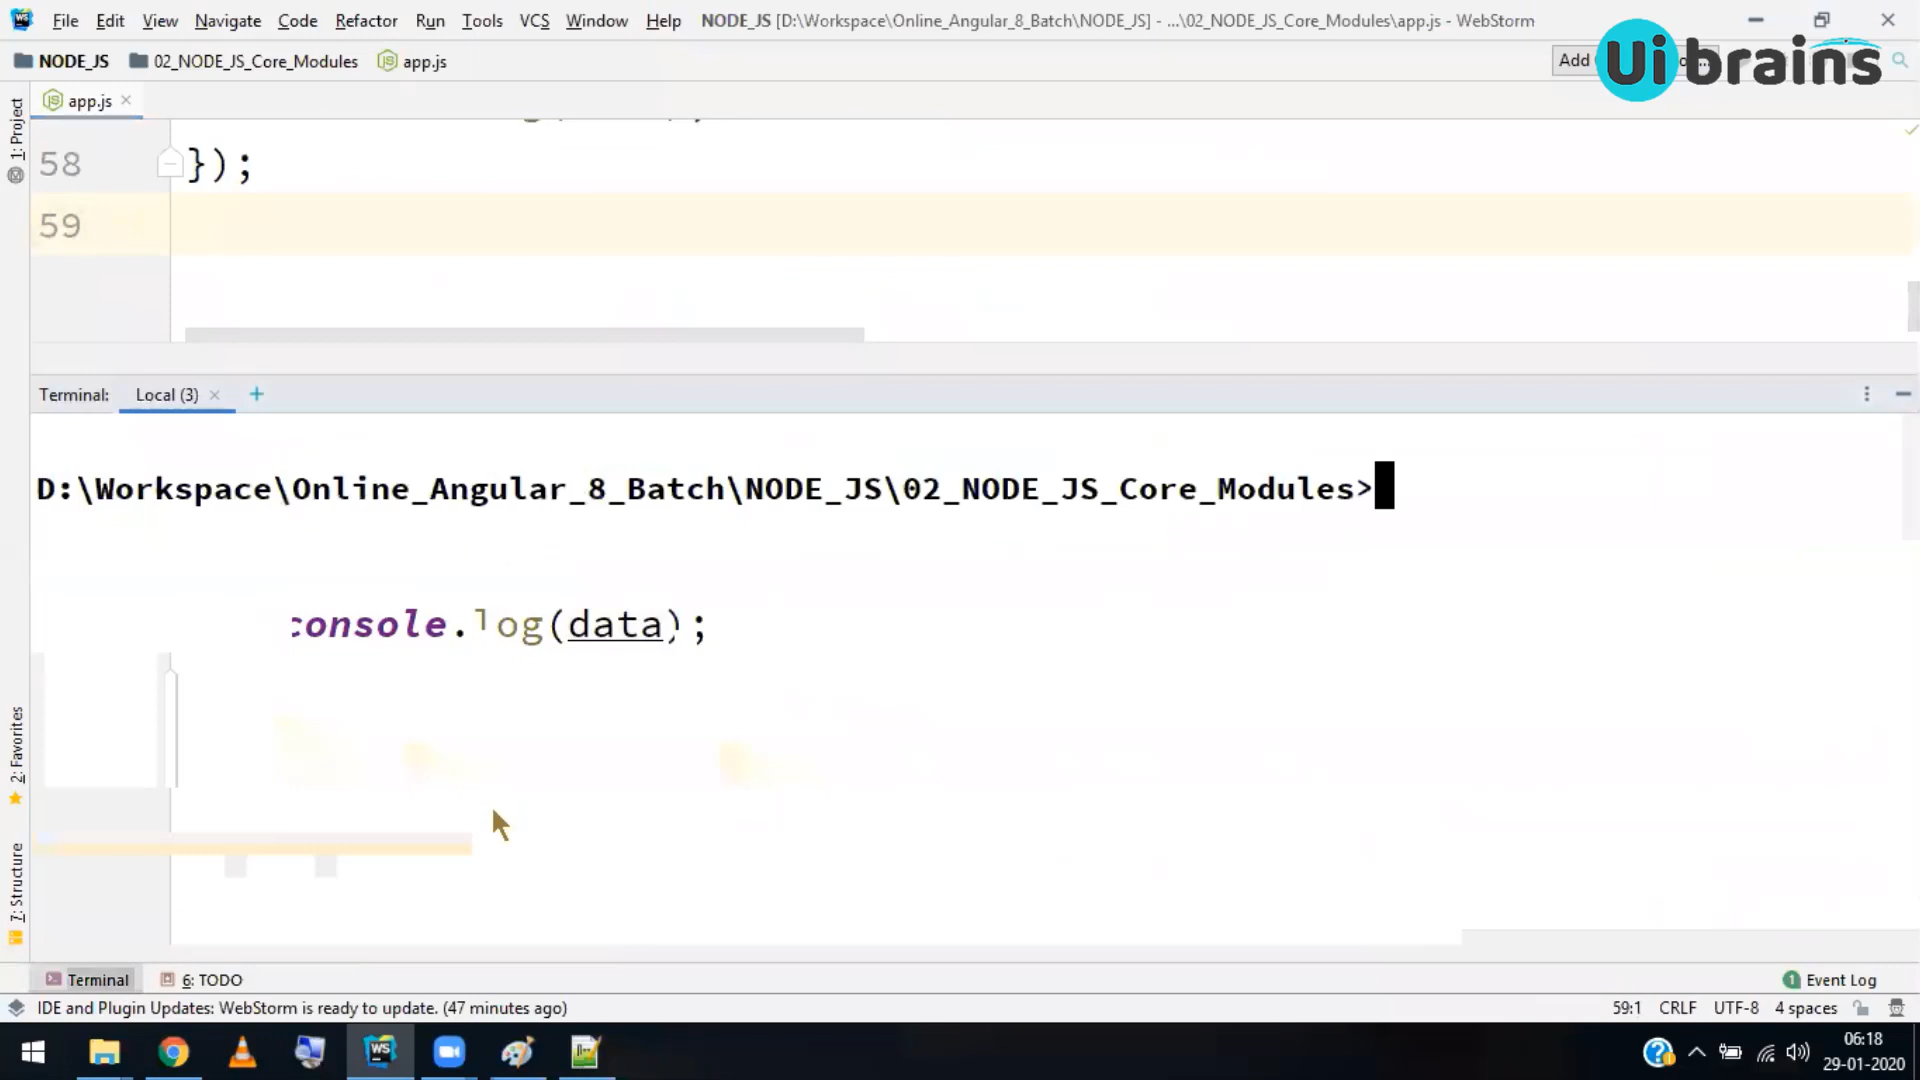 File Edit View Navigate Code Refactor Run Tools VCS Window Help NODE_JS [D:\Workspace\Online_Angular_8_Batch\NODE_JS] - ...\02_NODE_JS_Core_Modules\app.js - WebStorm
NODE_JS 02_NODE_JS_Core_Modules app.js Add
Ui brains
1: Project
app.js
58 });
59
Terminal: Local (3)
D:\Workspace\Online_Angular_8_Batch\NODE_JS\02_NODE_JS_Core_Modules>
console.log(data);
2: Favorites
7: Structure
Terminal 6: TODO 1 Event Log
IDE and Plugin Updates: WebStorm is ready to update. (47 minutes ago) 59:1 CRLF UTF-8 4 spaces
WS
06:18
29-01-2020